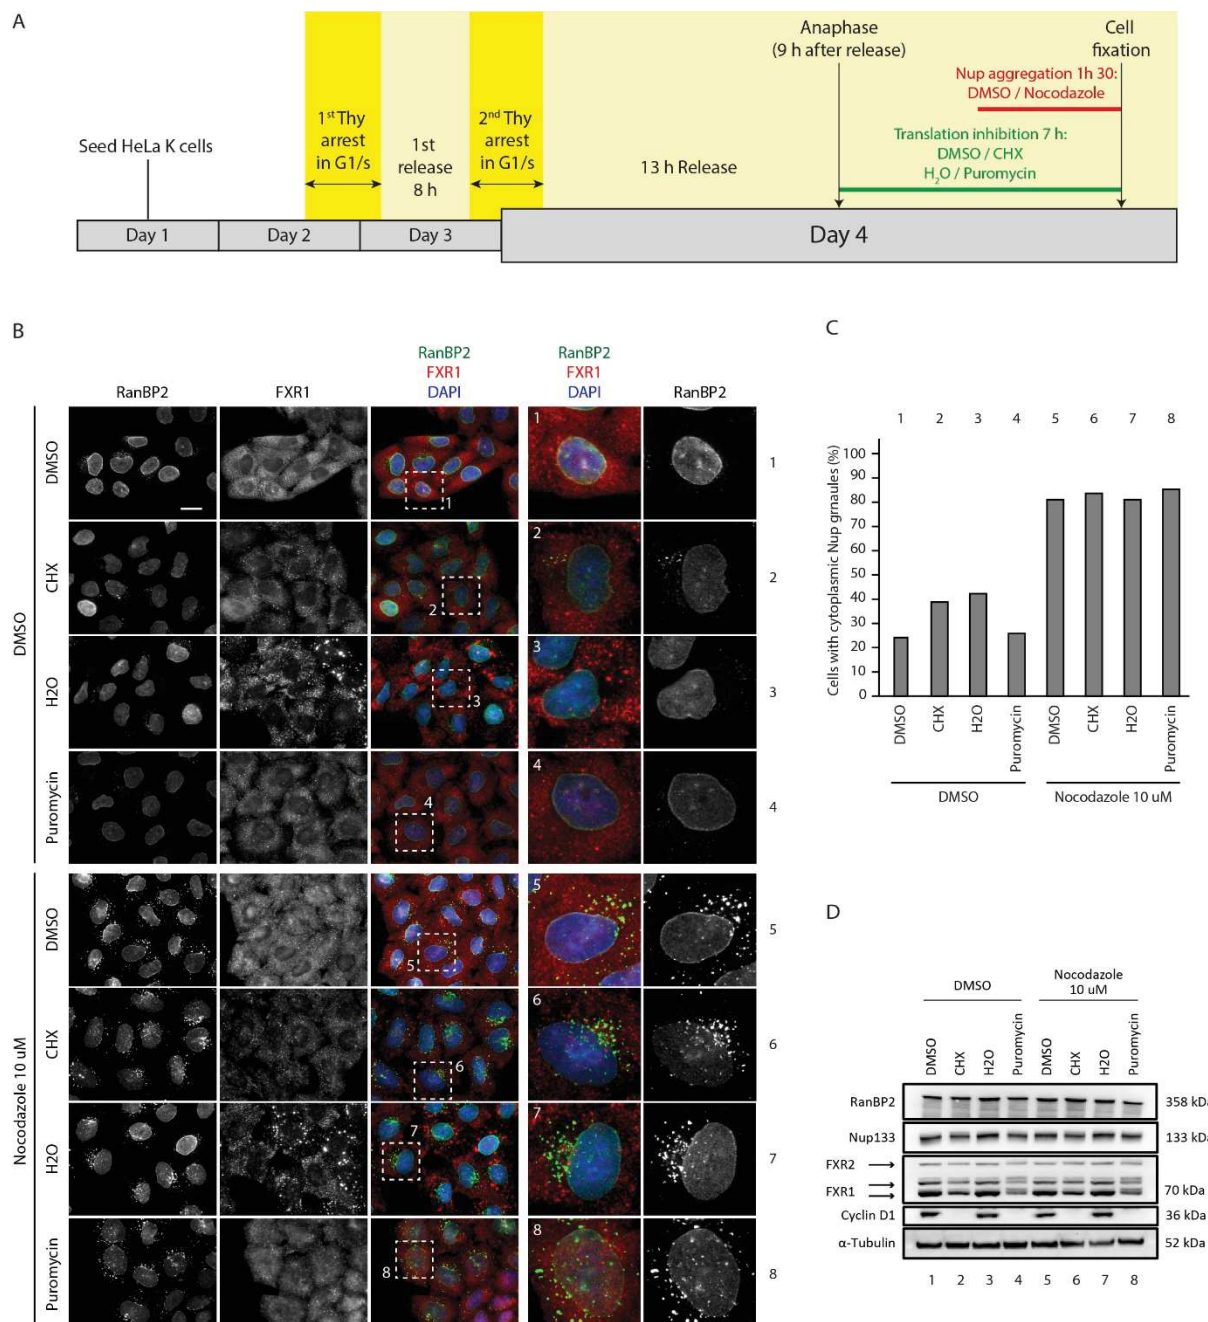 A
Anaphase
(9 h after release)
Cell
fixation
Nup aggregation 1h 30:
DMSO / Nocodazole
1st Thy
arrest
in G1/s
1st
release
8 h
2nd Thy
arrest
in G1/s
Seed HeLa K cells
13 h Release
Translation inhibition 7 h:
DMSO / CHX
H2O / Puromycin
Day 1
Day 2
Day 3
Day 4
B
RanBP2
FXR1
RanBP2
FXR1
DAPI
RanBP2
FXR1
DAPI
RanBP2
DMSO
DMSO
1
1
1
CHX
2
2
2
H2O
3
3
3
Puromycin
4
4
4
Nocodazole 10 uM
DMSO
5
5
5
CHX
6
6
6
H2O
7
7
7
Puromycin
8
8
8
C
1 2 3 4 5 6 7 8
Cells with cytoplasmic Nup grnaules (%)
100
90
80
70
60
50
40
30
20
10
0
DMSO
CHX
H2O
Puromycin
DMSO
CHX
H2O
Puromycin
DMSO
Nocodazole 10 uM
D
DMSO
Nocodazole
10 uM
DMSO
CHX
H2O
Puromycin
DMSO
CHX
H2O
Puromycin
RanBP2 358 kDa
Nup133 133 kDa
FXR2
FXR1 70 kDa
Cyclin D1 36 kDa
α-Tubulin 52 kDa
1 2 3 4 5 6 7 8